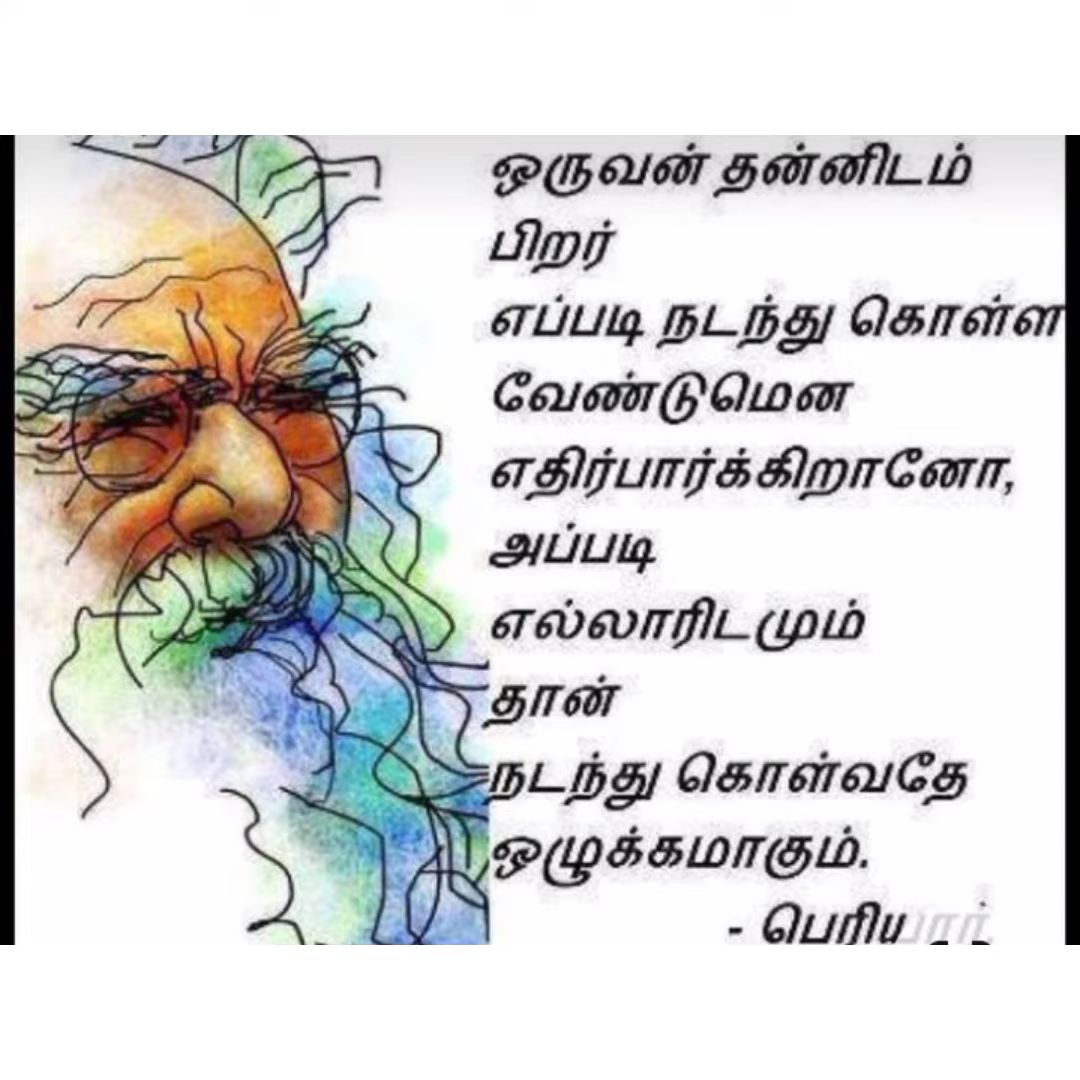 ஒருவன் தன்னிடம்
பிறர்
எப்படி நடந்து கொள்ள
வேண்டுமென
எதிர்பார்க்கிறானோ,
அப்படி
எல்லாரிடமும்
தான்
நடந்து கொள்வதே
ஒழுக்கமாகும்.
- பெரியார்